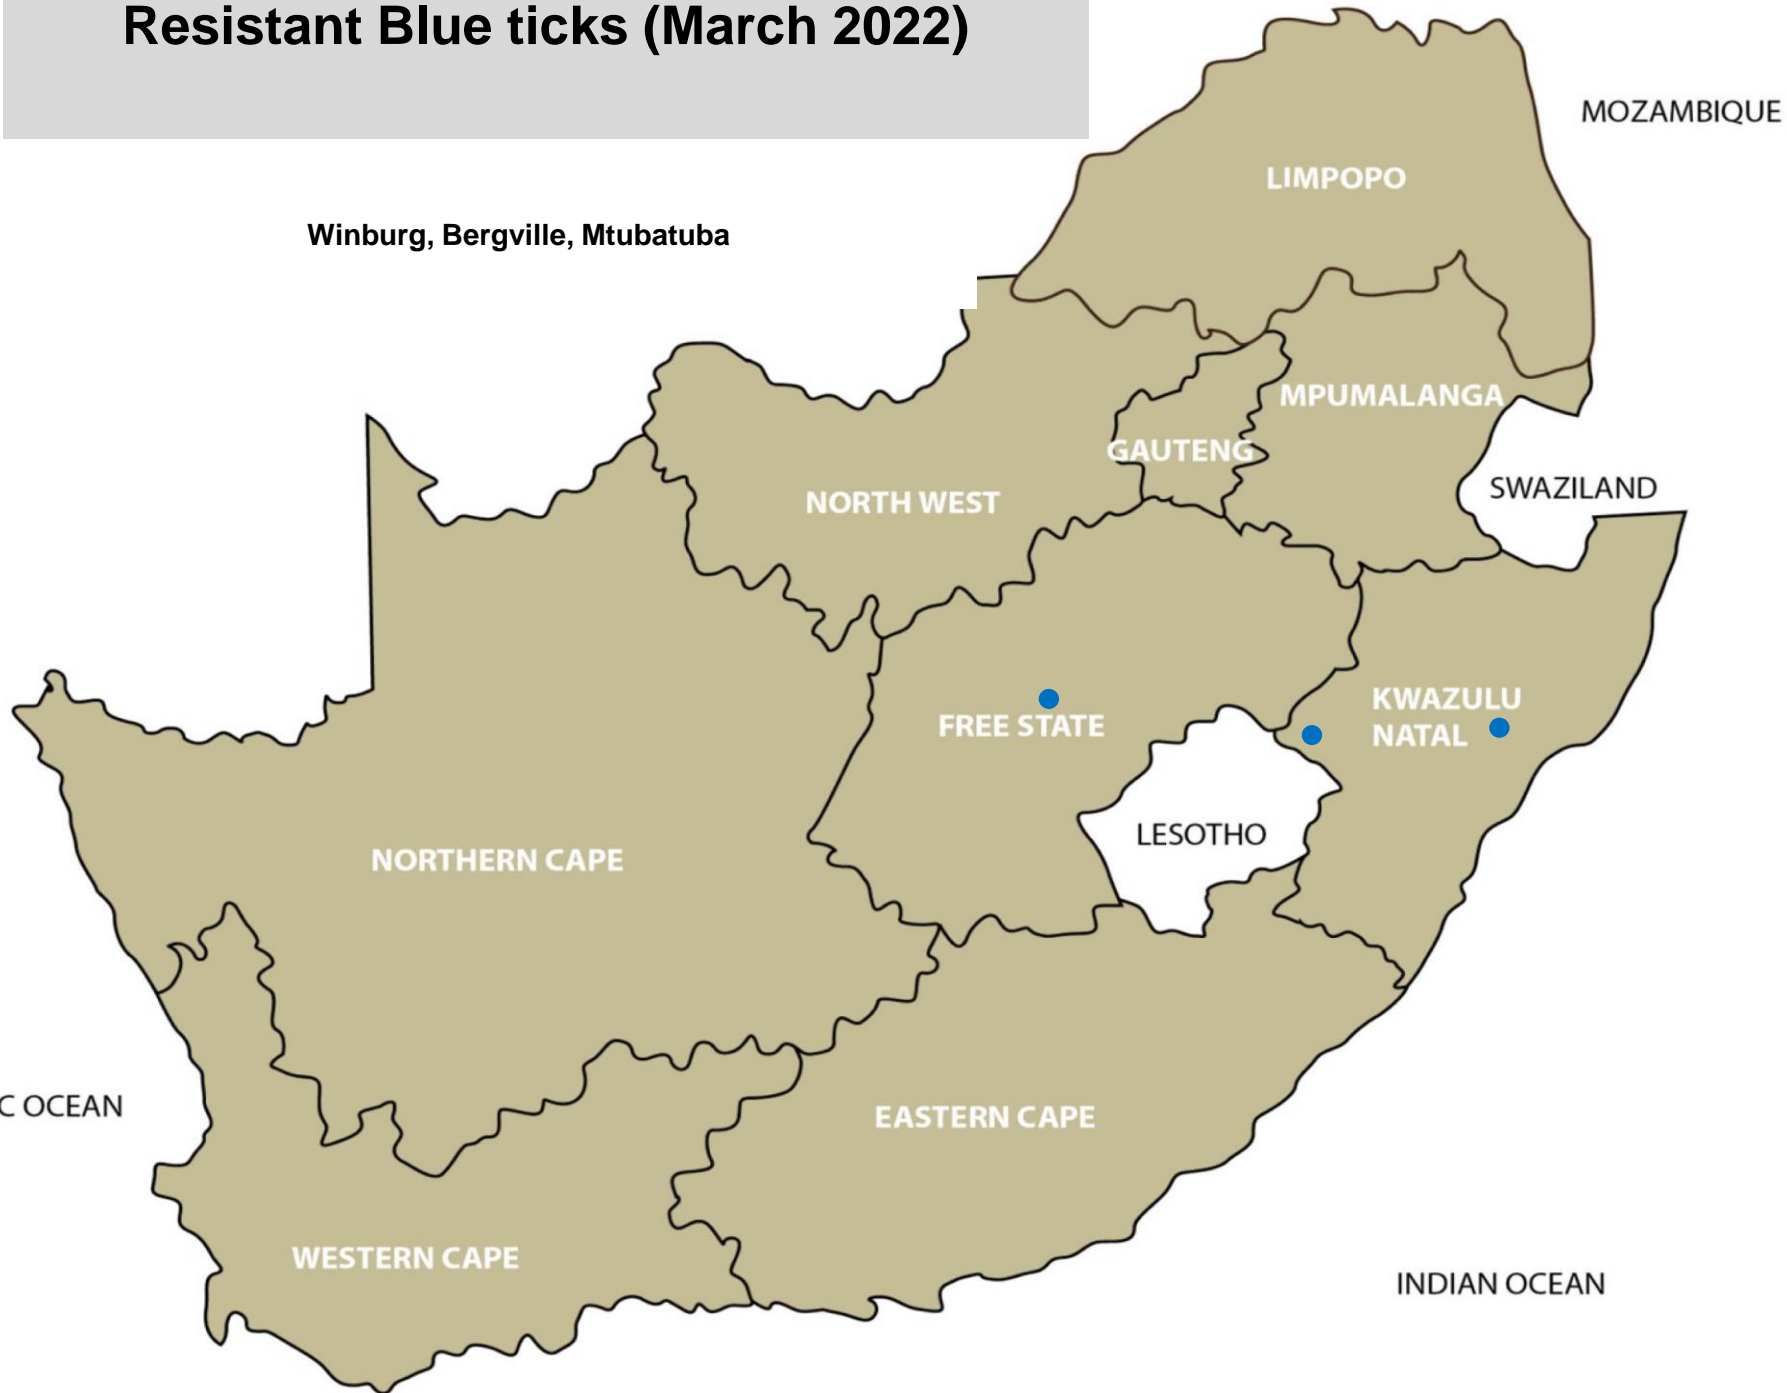 Resistant Blue ticks (March 2022)
MOZAMBIQUE
LIMPOPO
Winburg, Bergville, Mtubatuba
MPUMALANGA
GAUTENG
SWAZILAND
NORTH WEST
KWAZULU
NATAL
FREE STATE
LESOTHO
NORTHERN CAPE
C OCEAN
EASTERN CAPE
WESTERN CAPE
INDIAN OCEAN